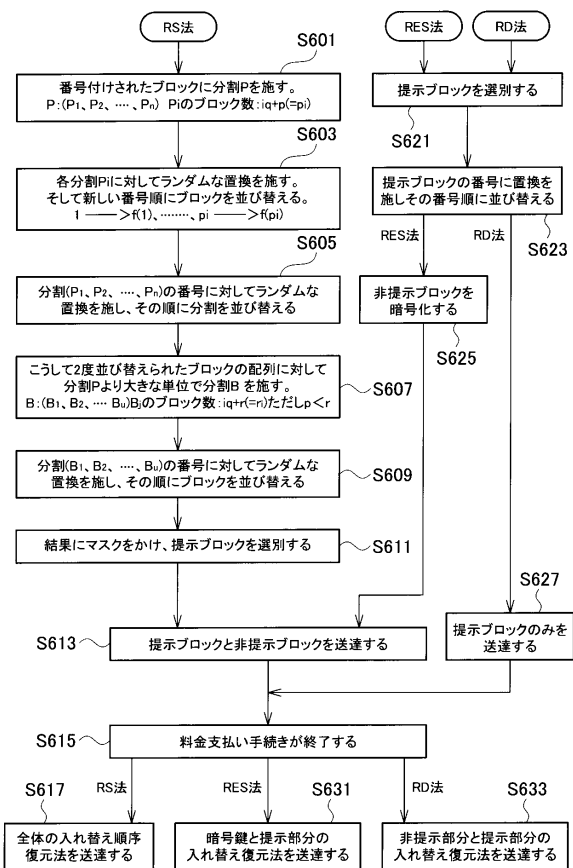 RS法
RES法
RD法
S601
番号付けされたブロックに分割Pを施す。
P:(P1、P2、‥‥、Pn) Piのブロック数:iq+p(=pi)
提示ブロックを選別する
S621
S603
各分割Piに対してランダムな置換を施す。
そして新しい番号順にブロックを並び替える。
1 ―――>f(1)、‥‥‥‥、pi ―――>f(pi)
提示ブロックの番号に置換を
施しその番号順に並び替える
S623
RES法
RD法
S605
分割(P1、P2、‥‥、Pn)の番号に対してランダムな
置換を施し、その順に分割を並び替える
非提示ブロックを
暗号化する
S625
S607
こうして2度並び替えられたブロックの配列に対して
分割Pより大きな単位で分割B を施す。
B:(B1、B2、‥‥ Bu)Bjのブロック数:iq+r(=ri)ただしp<r
S609
分割(B1、B2、‥‥、Bu)の番号に対してランダムな
置換を施し、その順にブロックを並び替える
結果にマスクをかけ、提示ブロックを選別する
S611
S627
S613
提示ブロックと非提示ブロックを送達する
提示ブロックのみを
送達する
S615
料金支払い手続きが終了する
RS法
S617
RES法
S631
RD法
S633
全体の入れ替え順序
復元法を送達する
暗号鍵と提示部分の
入れ替え復元法を送達する
非提示部分と提示部分の
入れ替え復元法を送達する